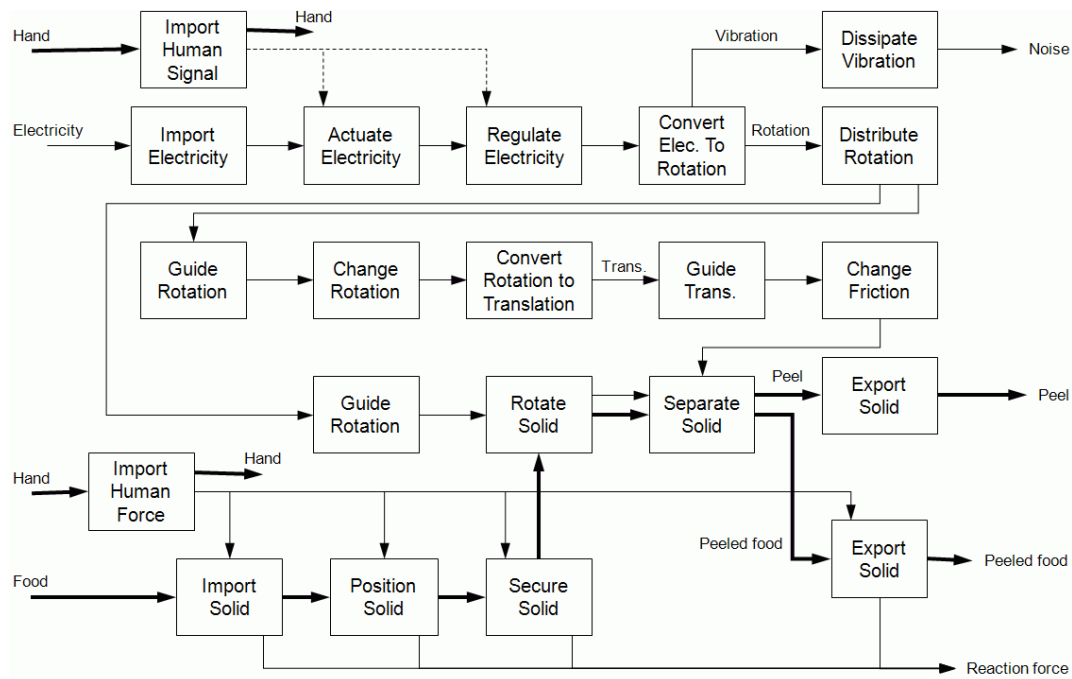 Hand
Import
Human
Signal
Hand
Vibration
Dissipate
Vibration
Noise
Electricity
Import
Electricity
Actuate
Electricity
Regulate
Electricity
Convert
Elec. To
Rotation
Rotation
Distribute
Rotation
Guide
Rotation
Change
Rotation
Convert
Rotation to
Translation
Trans.
Guide
Trans.
Change
Friction
Guide
Rotation
Rotate
Solid
Separate
Solid
Peel
Export
Solid
Peel
Hand
Import
Human
Force
Hand
Peeled food
Export
Solid
Peeled food
Food
Import
Solid
Position
Solid
Secure
Solid
Reaction force